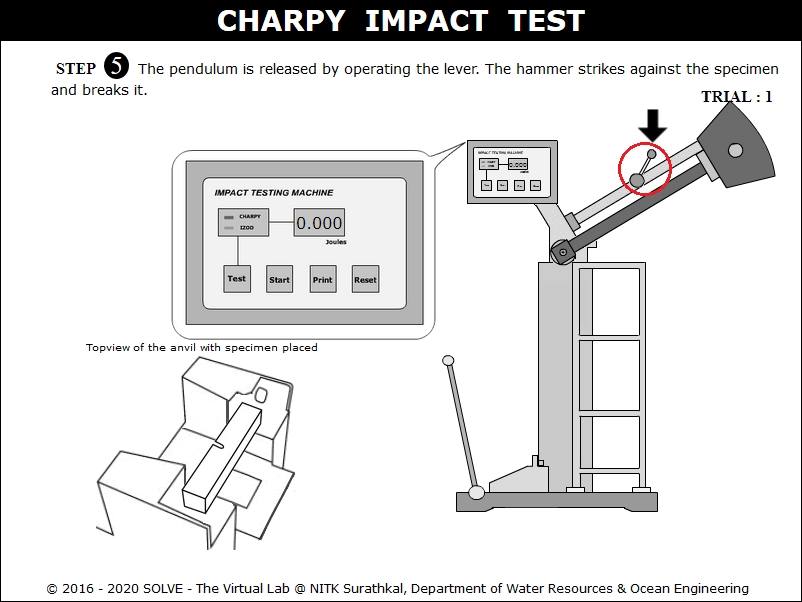 CHARPY IMPACT TEST
STEP 5 The pendulum is released by operating the lever. The hammer strikes against the specimen
and breaks it.
TRIAL : 1
IMPACT TESTING MACHINE
CHARPY
IZOD
0.000
Joules
Test Start Print Reset
IMPACT TESTING MACHINE
0.000
Topview of the anvil with specimen placed
© 2016 - 2020 SOLVE - The Virtual Lab @ NITK Surathkal, Department of Water Resources & Ocean Engineering